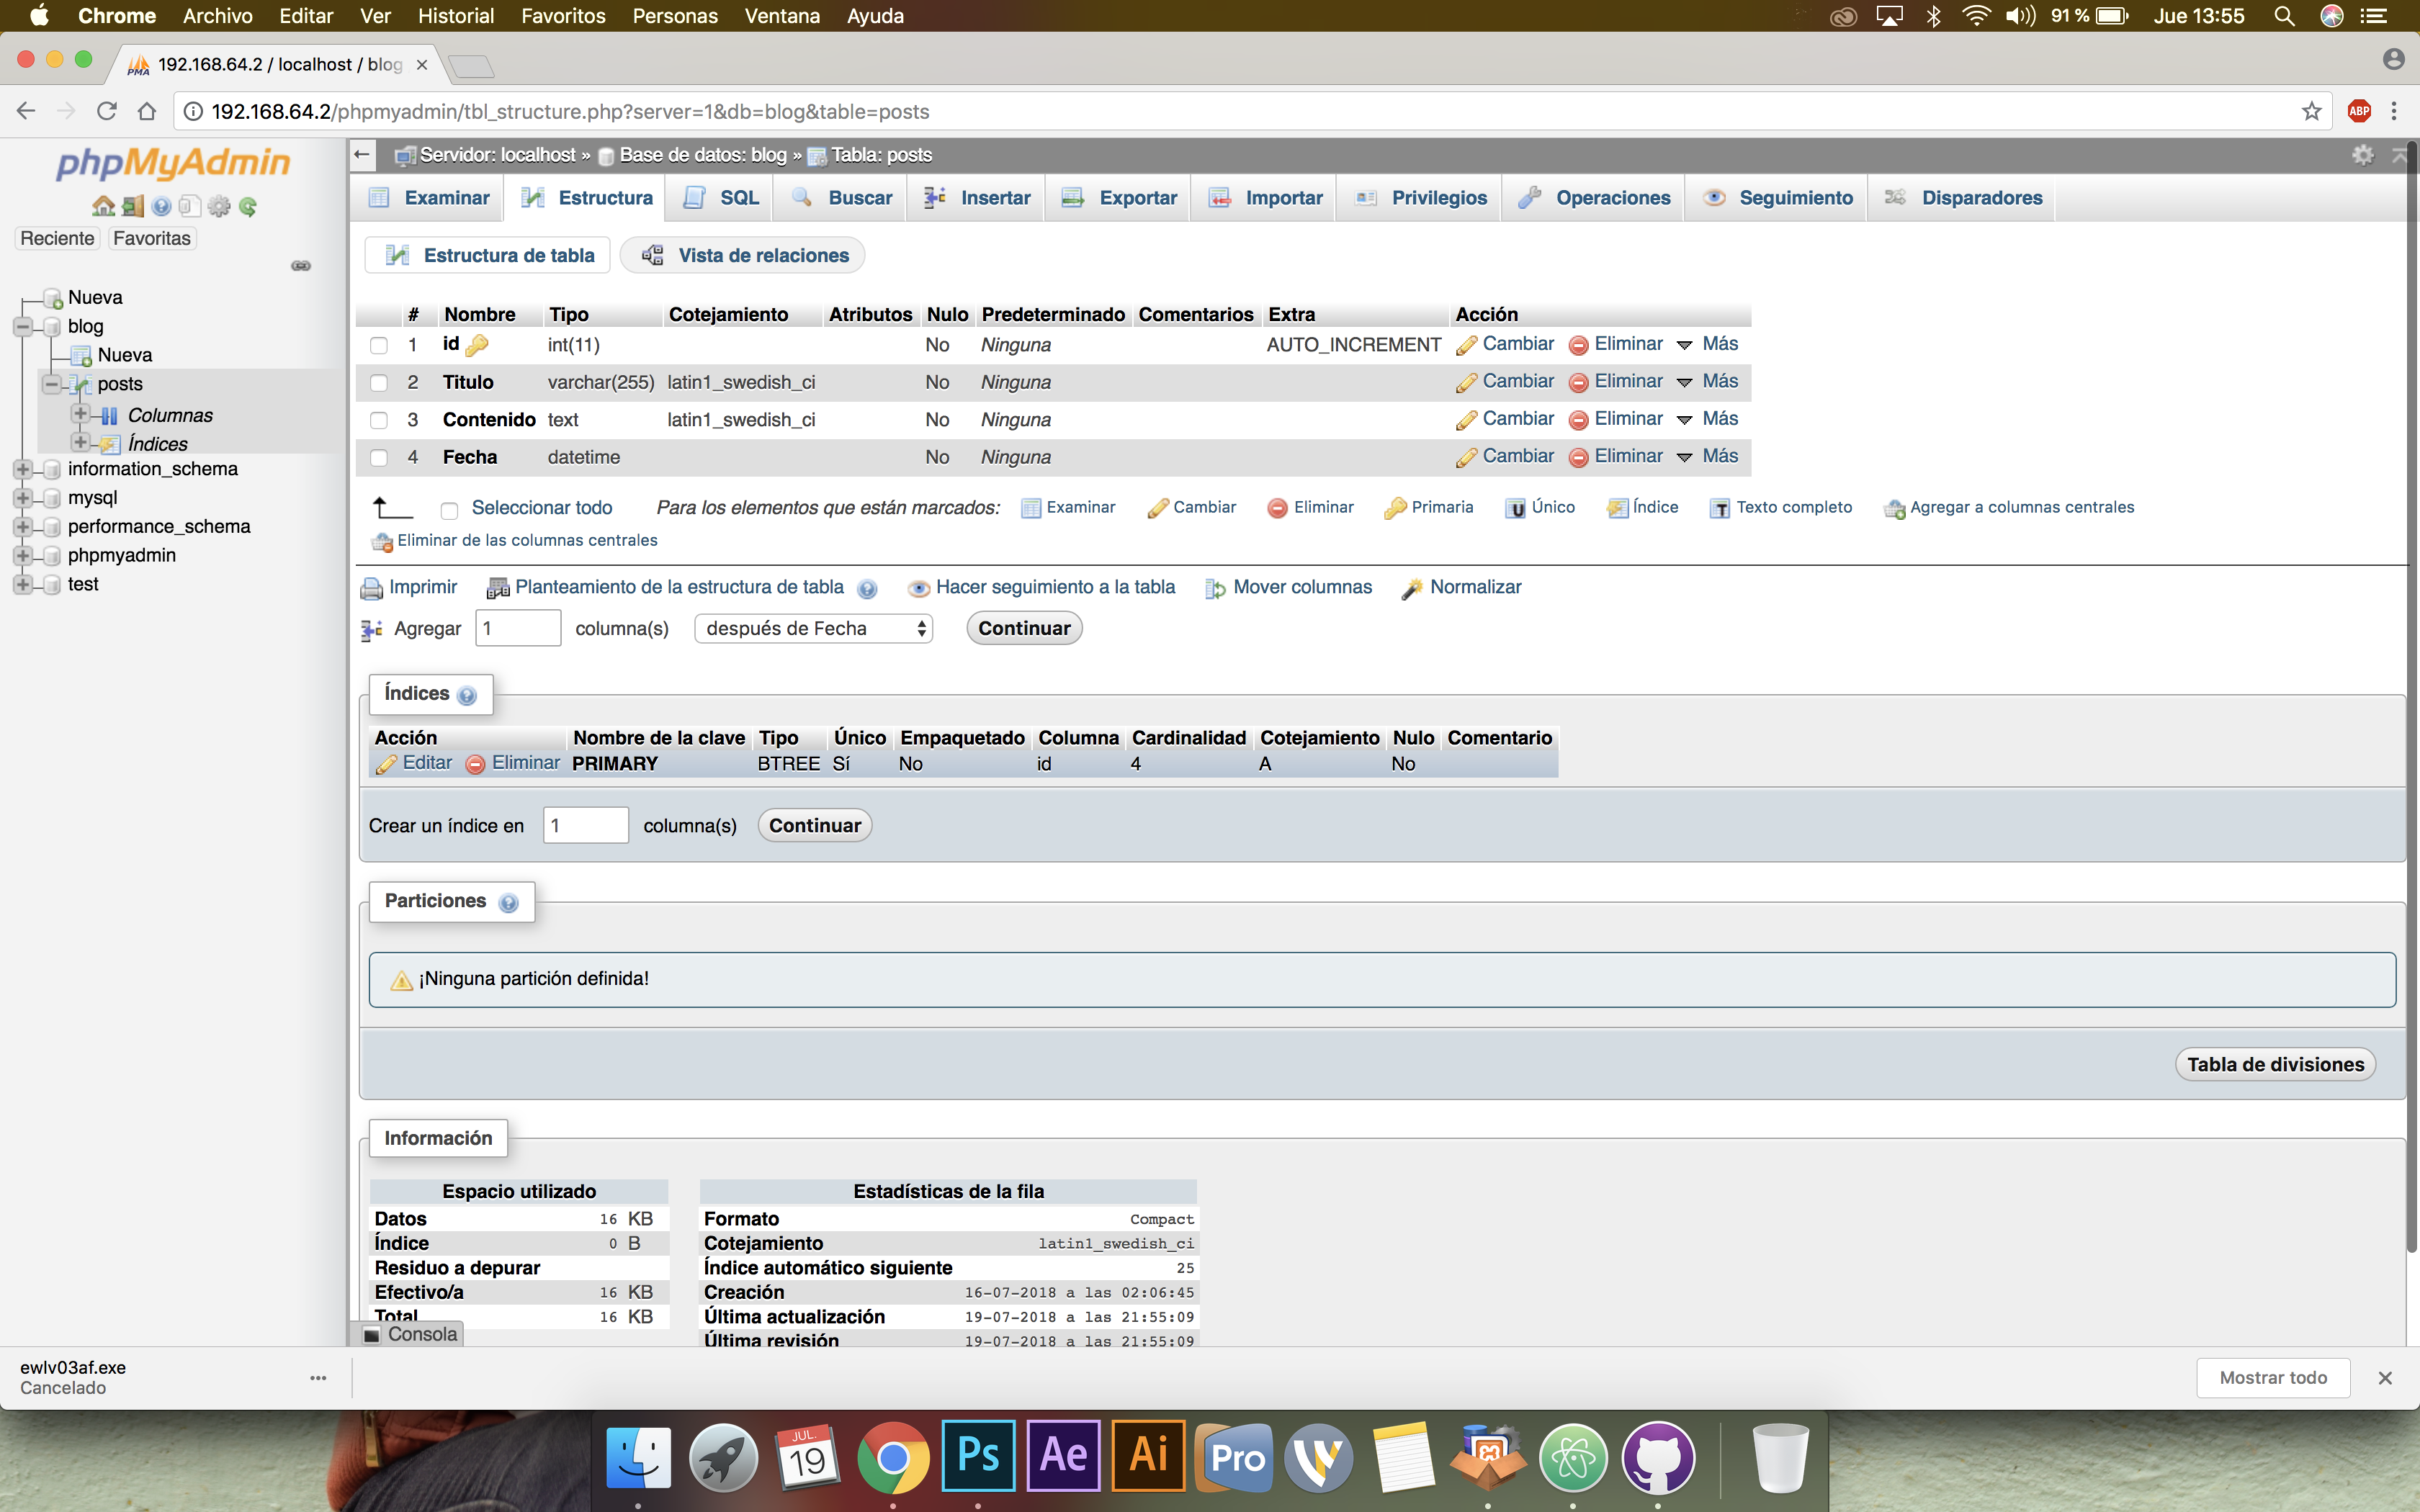 Chrome Archivo Editar Ver Historial Favoritos Personas Ventana Ayuda 91 % Jue 13:55
PMA 192.168.64.2 / localhost / blog
192.168.64.2/phpmyadmin/tbl_structure.php?server=1&db=blog&table=posts ABP
phpMyAdmin
Reciente Favoritas
Nueva
blog
Nueva
posts
Columnas
Índices
information_schema
mysql
performance_schema
phpmyadmin
test
Servidor: localhost » Base de datos: blog » Tabla: posts
Examinar Estructura SQL Buscar Insertar Exportar Importar Privilegios Operaciones Seguimiento Disparadores
Estructura de tabla Vista de relaciones
# Nombre Tipo Cotejamiento Atributos Nulo Predeterminado Comentarios Extra Acción
1 id int(11) No Ninguna AUTO_INCREMENT Cambiar Eliminar Más
2 Titulo varchar(255) latin1_swedish_ci No Ninguna Cambiar Eliminar Más
3 Contenido text latin1_swedish_ci No Ninguna Cambiar Eliminar Más
4 Fecha datetime No Ninguna Cambiar Eliminar Más
Seleccionar todo Para los elementos que están marcados: Examinar Cambiar Eliminar Primaria Único Índice Texto completo Agregar a columnas centrales
Eliminar de las columnas centrales
Imprimir Planteamiento de la estructura de tabla Hacer seguimiento a la tabla Mover columnas Normalizar
Agregar 1 columna(s) después de Fecha Continuar
Índices
Acción Nombre de la clave Tipo Único Empaquetado Columna Cardinalidad Cotejamiento Nulo Comentario
Editar Eliminar PRIMARY BTREE Sí No id 4 A No
Crear un índice en 1 columna(s) Continuar
Particiones
¡Ninguna partición definida!
Tabla de divisiones
Información
Espacio utilizado
Datos 16 KB
Índice 0 B
Residuo a depurar
Efectivo/a 16 KB
Total 16 KB
Estadísticas de la fila
Formato Compact
Cotejamiento latin1_swedish_ci
Índice automático siguiente 25
Creación 16-07-2018 a las 02:06:45
Última actualización 19-07-2018 a las 21:55:09
Última revisión 19-07-2018 a las 21:55:09
Consola
ewlv03af.exe
Cancelado
Mostrar todo
JUL. 19 Ps Ae Ai Pro